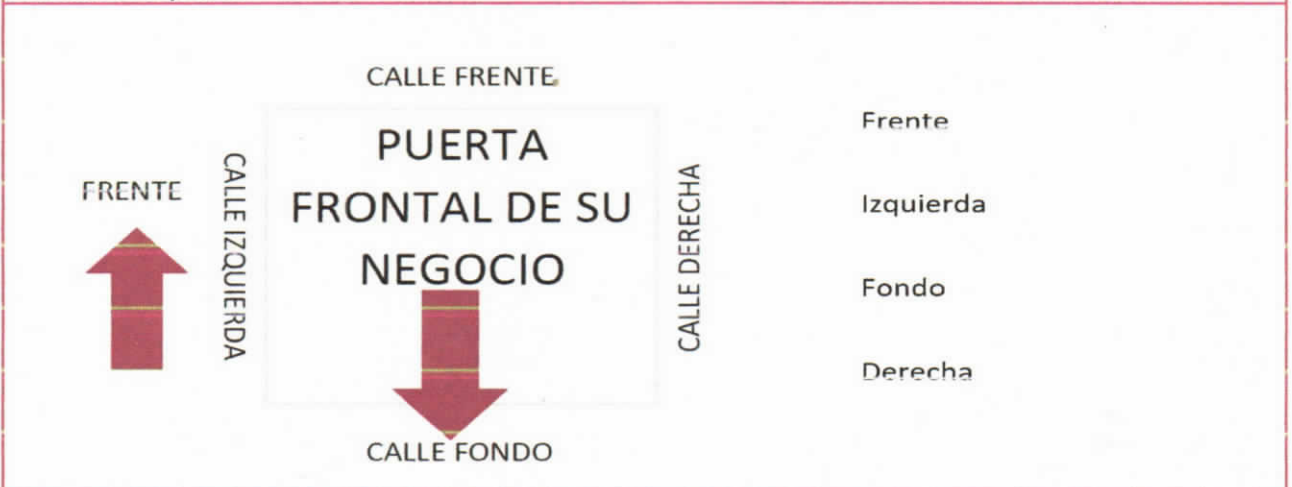 CALLE FRENTE
PUERTA
FRONTAL DE SU
NEGOCIO
FRENTE
CALLE IZQUIERDA
CALLE DERECHA
CALLE FONDO
Frente
Izquierda
Fondo
Derecha